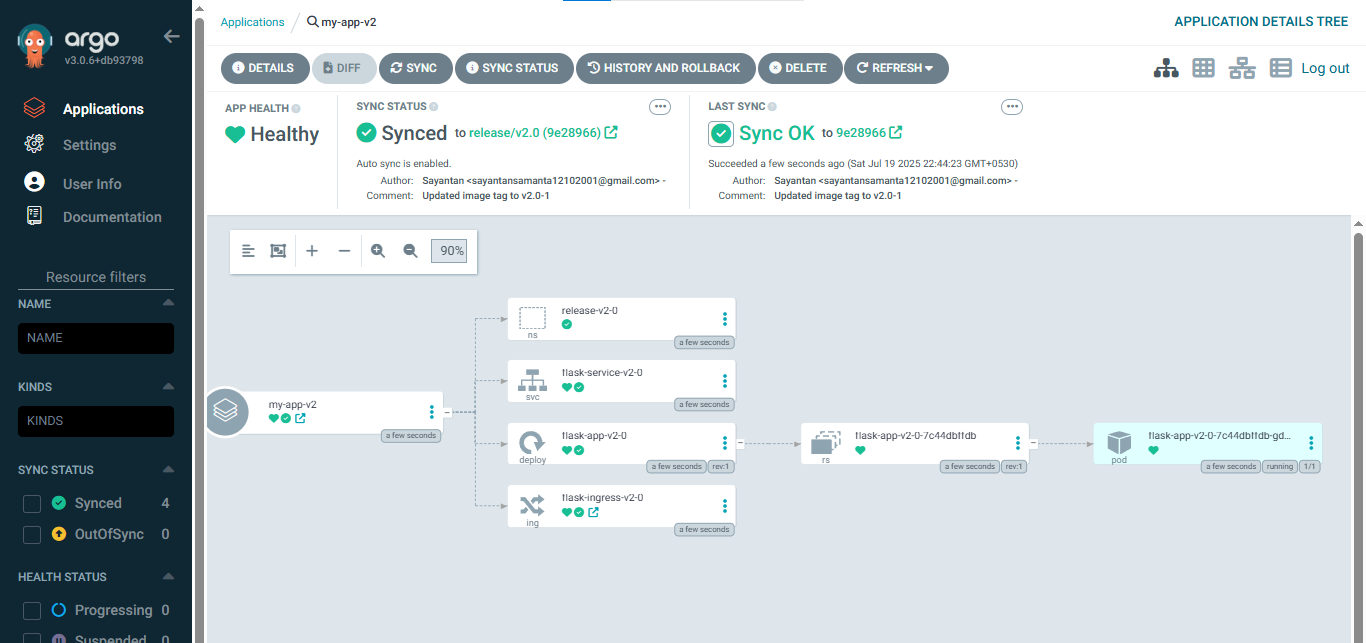 argo
v3.0.6+db93798
Applications
Settings
User Info
Documentation
Resource filters
NAME
NAME
KINDS
KINDS
SYNC STATUS
Synced 4
OutOfSync 0
HEALTH STATUS
Progressing 0
Suspended 0
Applications / my-app-v2
APPLICATION DETAILS TREE
DETAILS DIFF SYNC SYNC STATUS HISTORY AND ROLLBACK DELETE REFRESH
Log out
APP HEALTH
Healthy
SYNC STATUS
Synced to release/v2.0 (9e28966)
Auto sync is enabled.
Author: Sayantan <sayantansamanta12102001@gmail.com> -
Comment: Updated image tag to v2.0-1
LAST SYNC
Sync OK to 9e28966
Succeeded a few seconds ago (Sat Jul 19 2025 22:44:23 GMT+0530)
Author: Sayantan <sayantansamanta12102001@gmail.com> -
Comment: Updated image tag to v2.0-1
90%
my-app-v2
a few seconds
release-v2-0
ns
a few seconds
flask-service-v2-0
svc
a few seconds
flask-app-v2-0
deploy
a few seconds rev:1
flask-ingress-v2-0
ing
a few seconds
flask-app-v2-0-7c44dbffdb
rs
a few seconds rev:1
flask-app-v2-0-7c44dbffdb-gd...
pod
a few seconds running 1/1